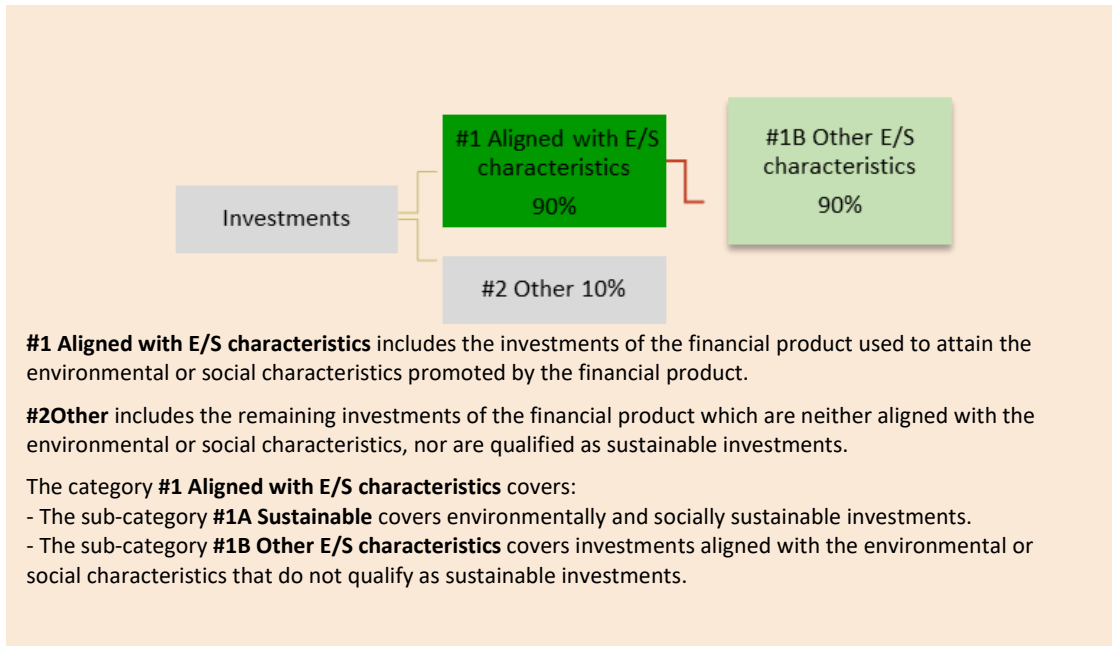 #1 Aligned with E/S
characteristics
90%
#1B Other E/S
characteristics
90%
Investments
#2 Other 10%
#1 Aligned with E/S characteristics includes the investments of the financial product used to attain the
environmental or social characteristics promoted by the financial product.
#2Other includes the remaining investments of the financial product which are neither aligned with the
environmental or social characteristics, nor are qualified as sustainable investments.
The category #1 Aligned with E/S characteristics covers:
- The sub-category #1A Sustainable covers environmentally and socially sustainable investments.
- The sub-category #1B Other E/S characteristics covers investments aligned with the environmental or
social characteristics that do not qualify as sustainable investments.